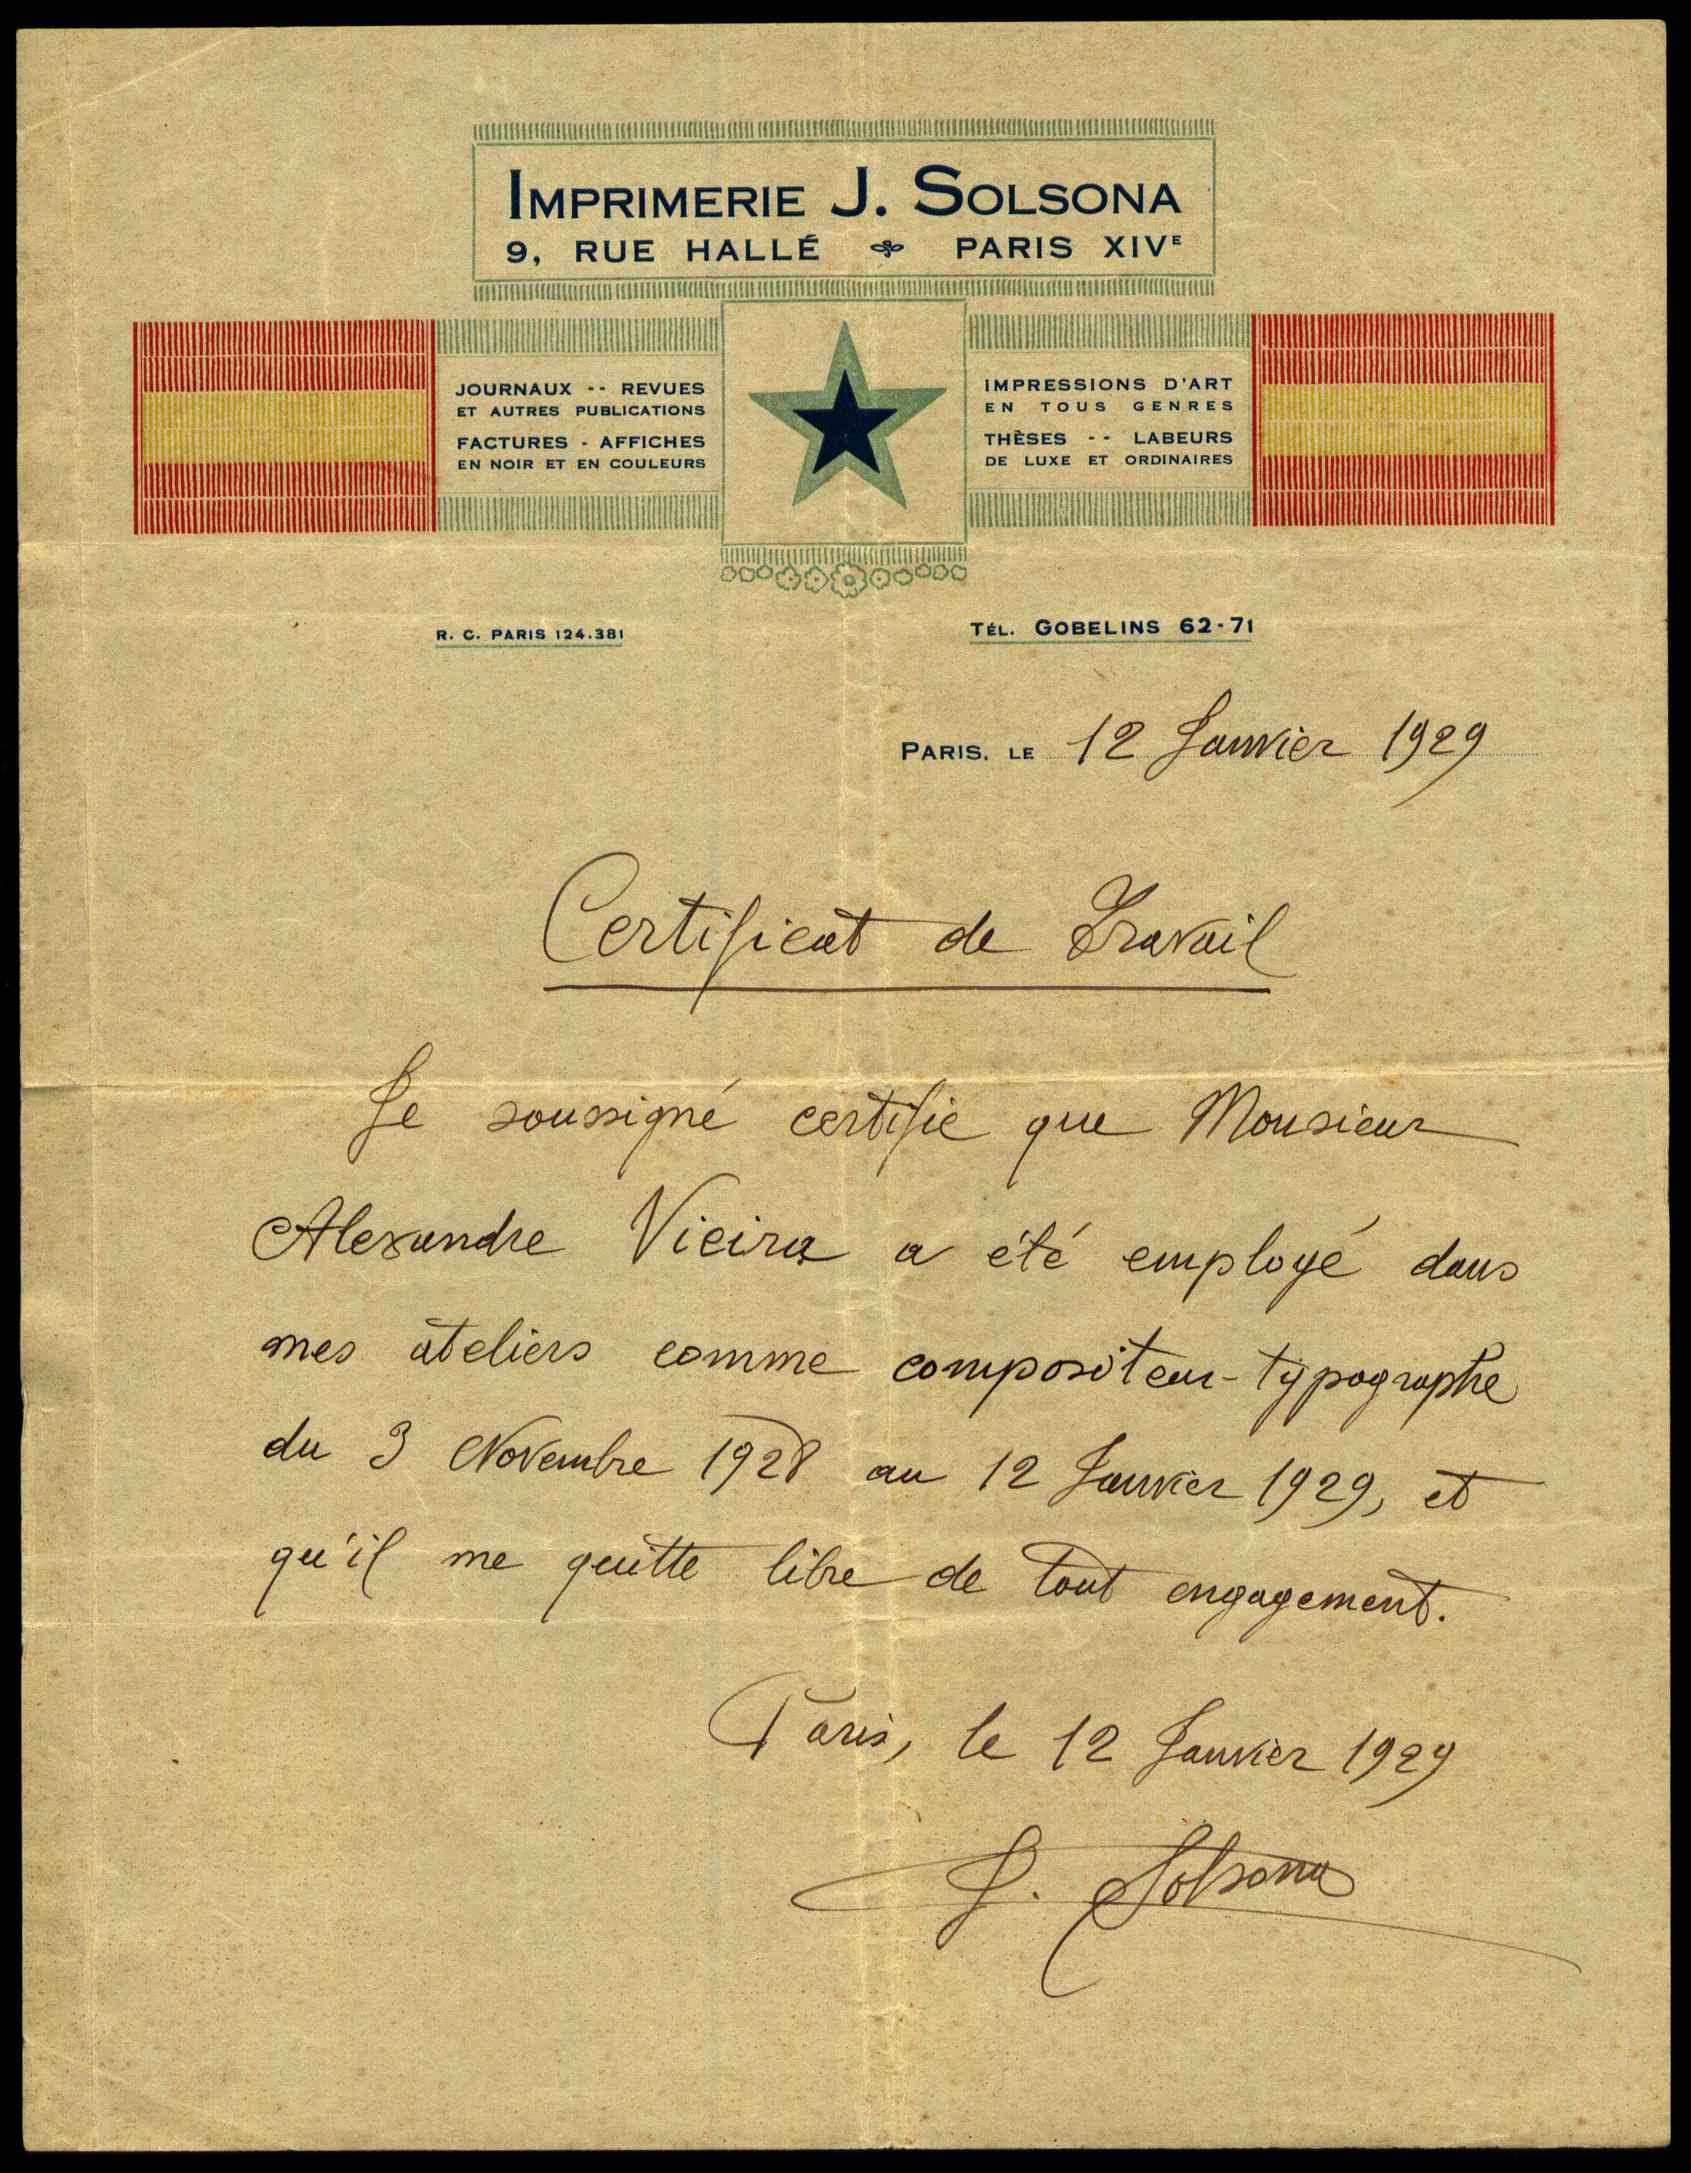 IMPRIMERIE J. SOLSONA
9, RUE HALLÉ PARIS XIVE
JOURNAUX -- REVUES
ET AUTRES PUBLICATIONS
FACTURES - AFFICHES
EN NOIR ET EN COULEURS
IMPRESSIONS D'ART
EN TOUS GENRES
THÈSES -- LABEURS
DE LUXE ET ORDINAIRES
R. C. PARIS 124.381
TÉL. GOBELINS 62-71
PARIS, LE 12 Janvier 1929
Certificat de Travail
Je soussigné certifie que Monsieur
Alexandre Vieira a été employé dans
mes ateliers comme compositeur-typographe
du 3 Novembre 1928 au 12 Janvier 1929, et
qu'il me quitte libre de tout engagement.
Paris, le 12 Janvier 1929
J. Solsona